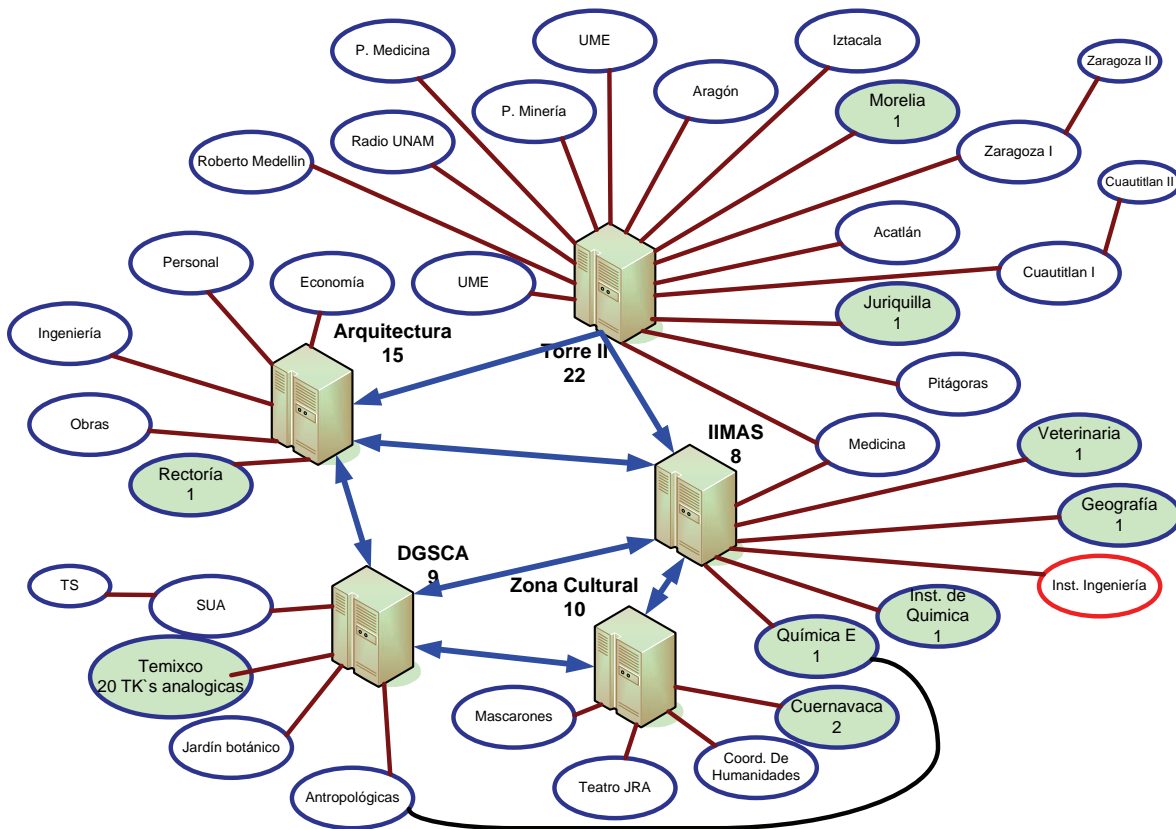 UME
Iztacala
P. Medicina
Zaragoza II
Aragón
P. Minería
Morelia
1
Radio UNAM
Zaragoza I
Roberto Medellin
Cuautitlan II
Acatlán
Personal
Cuautitlan I
Economía
UME
Juriquilla
1
Ingeniería
Arquitectura
15
Torre II
22
Pitágoras
Obras
IIMAS
8
Medicina
Veterinaria
1
Rectoría
1
Geografía
1
DGSCA
9
Zona Cultural
10
TS
SUA
Inst. Ingeniería
Inst. de
Quimica
1
Química E
1
Temixco
20 TK`s analogicas
Cuernavaca
2
Mascarones
Jardín botánico
Coord. De
Humanidades
Teatro JRA
Antropológicas